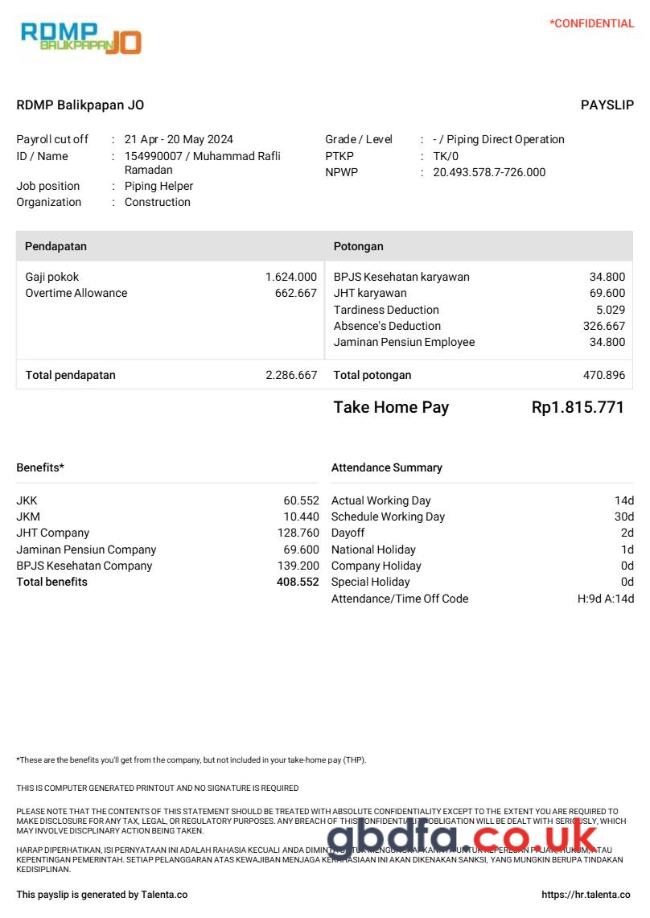 RDMP
BALIKPAPAN JO
*CONFIDENTIAL
RDMP Balikpapan JO PAYSLIP
Payroll cut off : 21 Apr - 20 May 2024 Grade / Level : - / Piping Direct Operation
ID / Name : 154990007 / Muhammad Rafli PTKP : TK/0
Ramadan NPWP : 20.493.578.7-726.000
Job position : Piping Helper
Organization : Construction
Pendapatan Potongan
Gaji pokok 1.624.000 BPJS Kesehatan karyawan 34.800
Overtime Allowance 662.667 JHT karyawan 69.600
Tardiness Deduction 5.029
Absence's Deduction 326.667
Jaminan Pensiun Employee 34.800
Total pendapatan 2.286.667 Total potongan 470.896
Take Home Pay Rp1.815.771
Benefits* Attendance Summary
JKK 60.552 Actual Working Day 14d
JKM 10.440 Schedule Working Day 30d
JHT Company 128.760 Dayoff 2d
Jaminan Pensiun Company 69.600 National Holiday 1d
BPJS Kesehatan Company 139.200 Company Holiday 0d
Total benefits 408.552 Special Holiday 0d
Attendance/Time Off Code H:9d A:14d
*These are the benefits you'll get from the company, but not included in your take-home pay (THP).
THIS IS COMPUTER GENERATED PRINTOUT AND NO SIGNATURE IS REQUIRED
PLEASE NOTE THAT THE CONTENTS OF THIS STATEMENT SHOULD BE TREATED WITH ABSOLUTE CONFIDENTIALITY EXCEPT TO THE EXTENT YOU ARE REQUIRED TO
MAKE DISCLOSURE FOR ANY TAX, LEGAL, OR REGULATORY PURPOSES. ANY BREACH OF THIS CONFIDENTIALITY OBLIGATION WILL BE DEALT WITH SERIOUSLY, WHICH
MAY INVOLVE DISCPLINARY ACTION BEING TAKEN.
gbdfa.co.uk
HARAP DIPERHATIKAN, ISI PERNYATAAN INI ADALAH RAHASIA KECUALI ANDA DIMINTA UNTUK MENGUNGKAPKANNYA UNTUK KEPERLUAN PAJAK, HUKUM, ATAU
KEPENTINGAN PEMERINTAH. SETIAP PELANGGARAN ATAS KEWAJIBAN MENJAGA KERAHASIAAN INI AKAN DIKENAKAN SANKSI, YANG MUNGKIN BERUPA TINDAKAN
KEDISIPLINAN.
This payslip is generated by Talenta.co https://hr.talenta.co